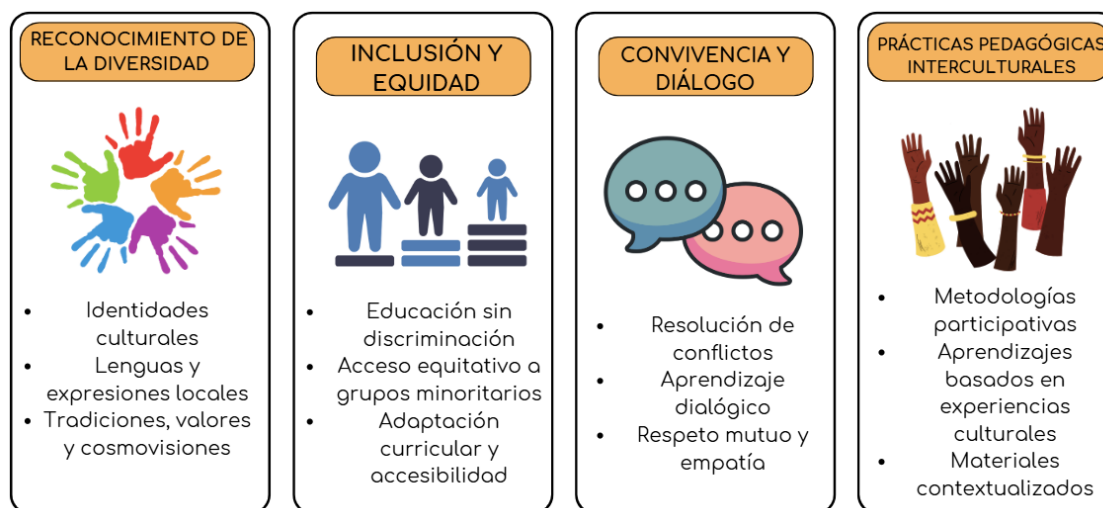 RECONOCIMIENTO DE
LA DIVERSIDAD
• Identidades
culturales
• Lenguas y
expresiones locales
• Tradiciones, valores
y cosmovisiones
INCLUSIÓN Y
EQUIDAD
• Educación sin
discriminación
• Acceso equitativo a
grupos minoritarios
• Adaptación
curricular y
accesibilidad
CONVIVENCIA Y
DIÁLOGO
• Resolución de
conflictos
• Aprendizaje
dialógico
• Respeto mutuo y
empatía
PRÁCTICAS PEDAGÓGICAS
INTERCULTURALES
• Metodologías
participativas
• Aprendizajes
basados en
experiencias
culturales
• Materiales
contextualizados